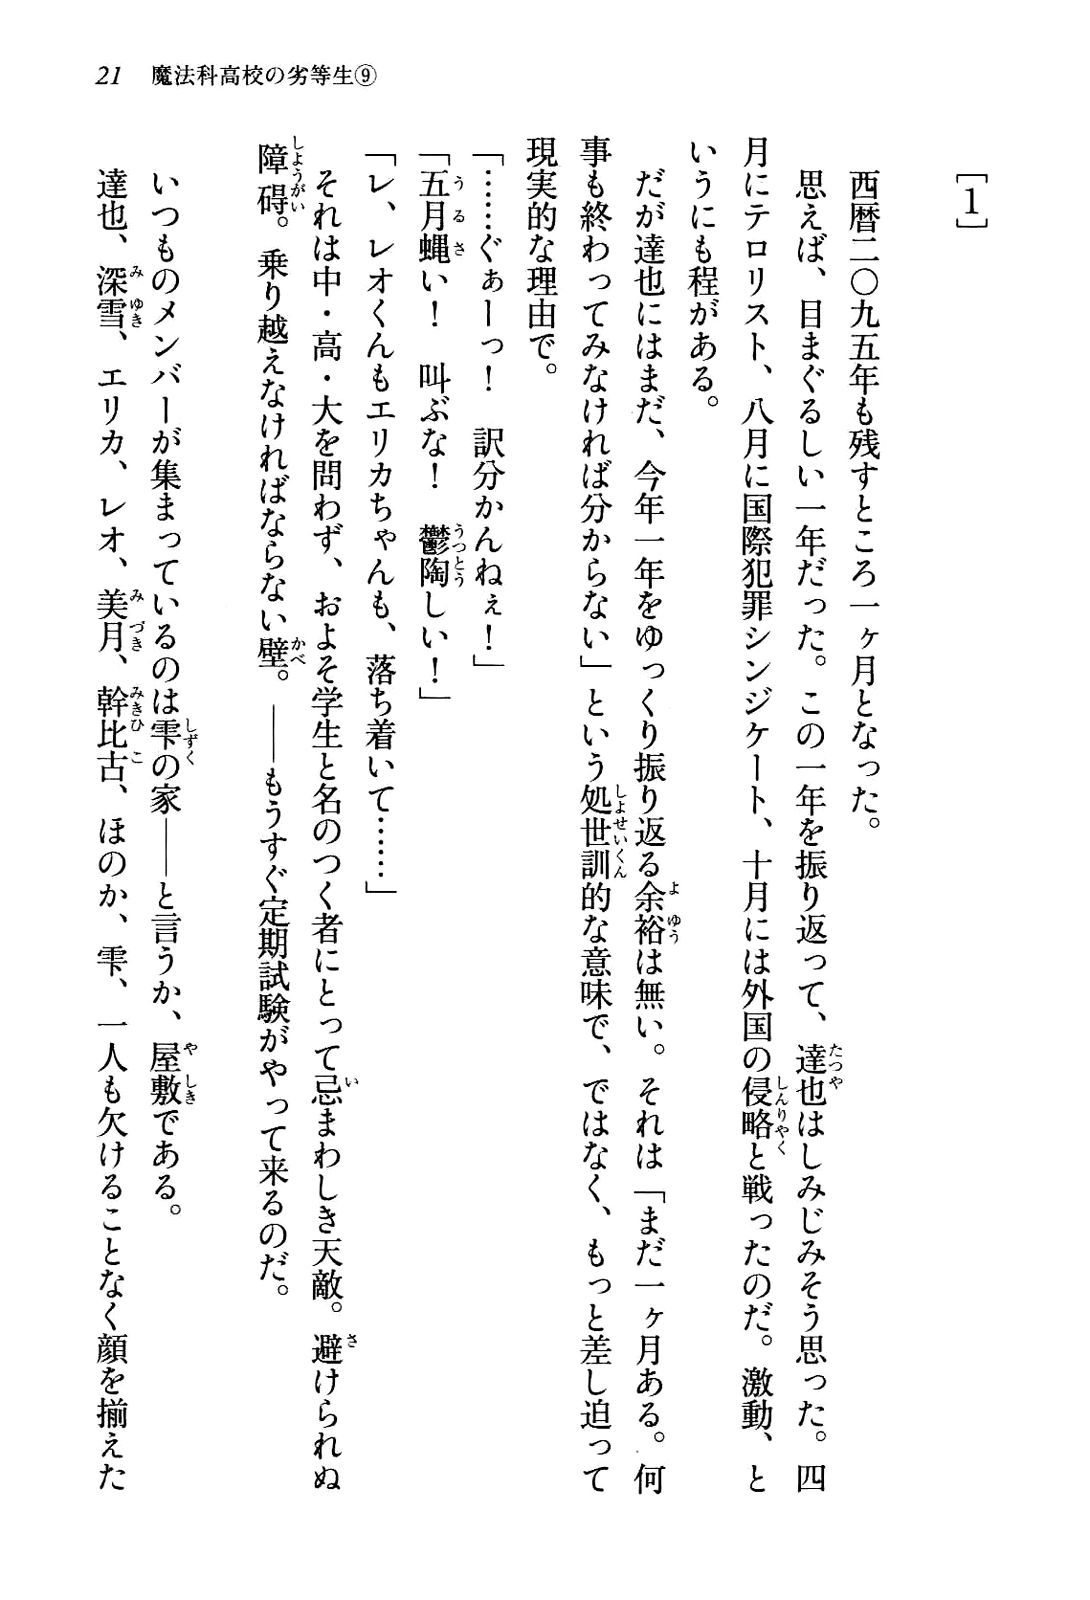 21 魔法科高校の劣等生⑨
［1］
西暦二〇九五年も残すところ一ヶ月となった。
思えば、目まぐるしい一年だった。この一年を振り返って、達也はしみじみそう思った。四
月にテロリスト、八月に国際犯罪シンジケート、十月には外国の侵略と戦ったのだ。激動、と
いうにも程がある。
だが達也にはまだ、今年一年をゆっくり振り返る余裕は無い。それは「まだ一ヶ月ある。何
事も終わってみなければ分からない」という処世訓的な意味で、ではなく、もっと差し迫って
現実的な理由で。
「……ぐぁーっ！　訳分かんねぇ！」
「五月蝿い！　叫ぶな！　鬱陶しい！」
「レ、レオくんもエリカちゃんも、落ち着いて……」
それは中・高・大を問わず、およそ学生と名のつく者にとって忌まわしき天敵。避けられぬ
障碍。乗り越えなければならない壁。——もうすぐ定期試験がやって来るのだ。
いつものメンバーが集まっているのは雫の家——と言うか、屋敷である。
達也、深雪、エリカ、レオ、美月、幹比古、ほのか、雫、一人も欠けることなく顔を揃えた